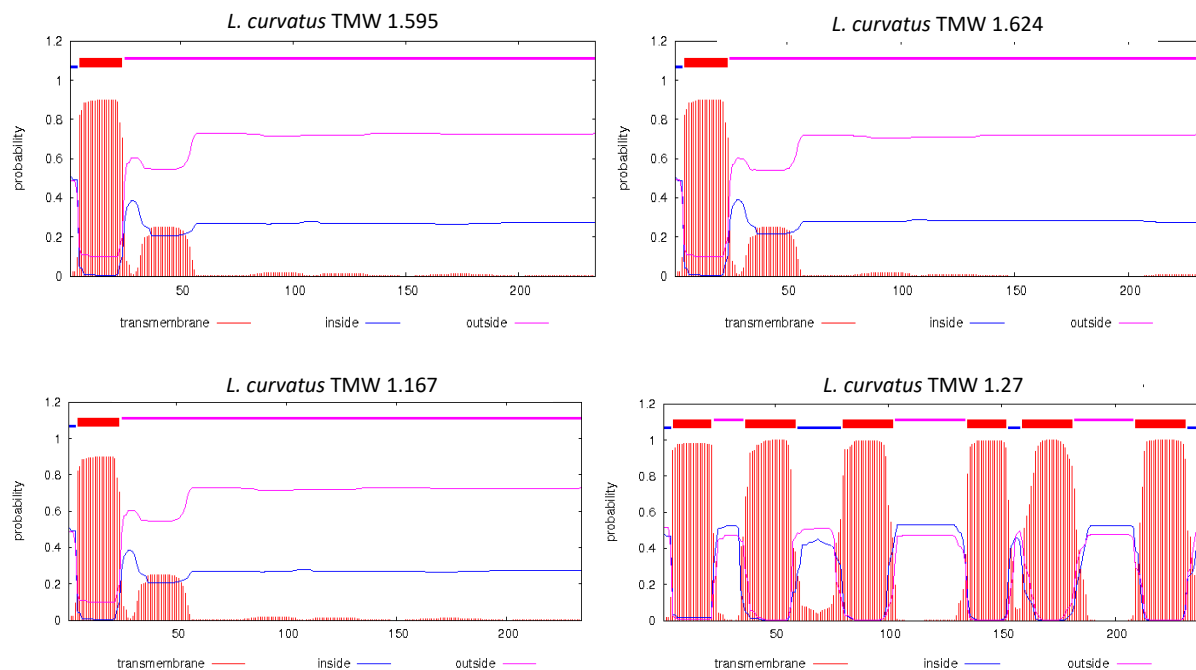 L. curvatus TMW 1.595
1.2
1
0.8
0.6
0.4
0.2
0
probability
50
100
150
200
transmembrane
inside
outside
L. curvatus TMW 1.624
1.2
1
0.8
0.6
0.4
0.2
0
probability
50
100
150
200
transmembrane
inside
outside
L. curvatus TMW 1.167
1.2
1
0.8
0.6
0.4
0.2
0
probability
50
100
150
200
transmembrane
inside
outside
L. curvatus TMW 1.27
1.2
1
0.8
0.6
0.4
0.2
0
probability
50
100
150
200
transmembrane
inside
outside